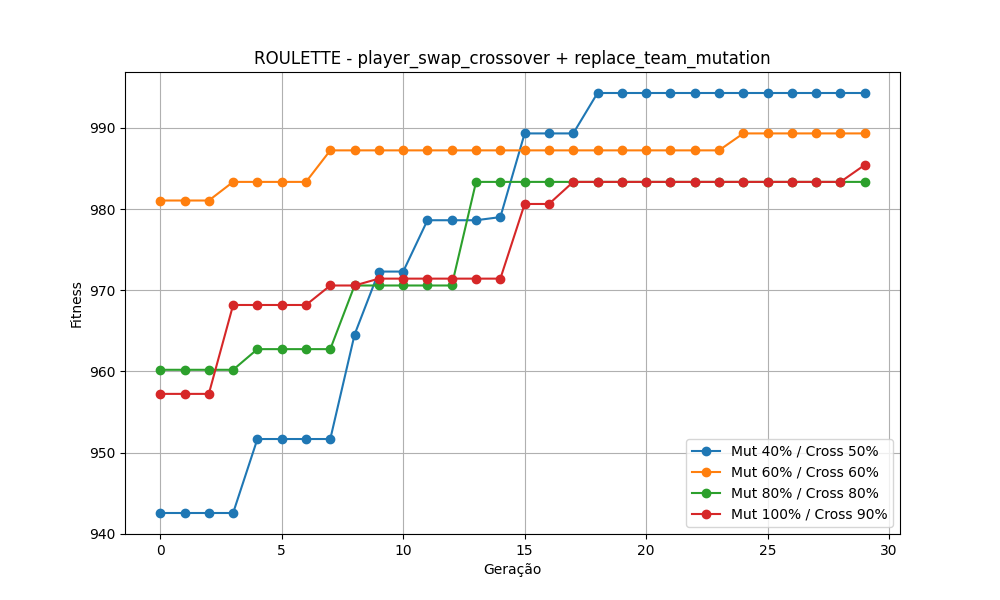 ROULETTE - player_swap_crossover + replace_team_mutation
Fitness
990
980
970
960
950
940
0 5 10 15 20 25 30
Geração
Mut 40% / Cross 50%
Mut 60% / Cross 60%
Mut 80% / Cross 80%
Mut 100% / Cross 90%